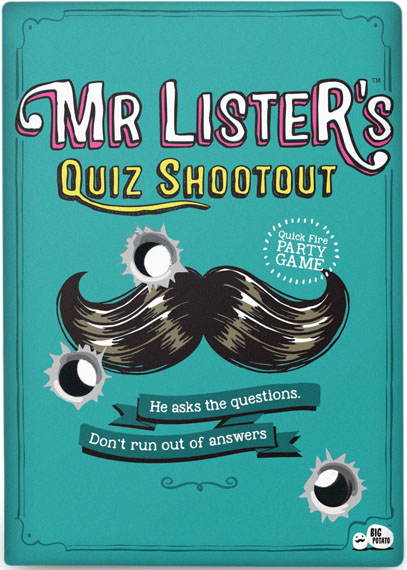 MR LISTER'S™
QUIZ SHOOTOUT
Quick Fire
PARTY
GAME
He asks the questions.
Don't run out of answers
BIG
POTATO